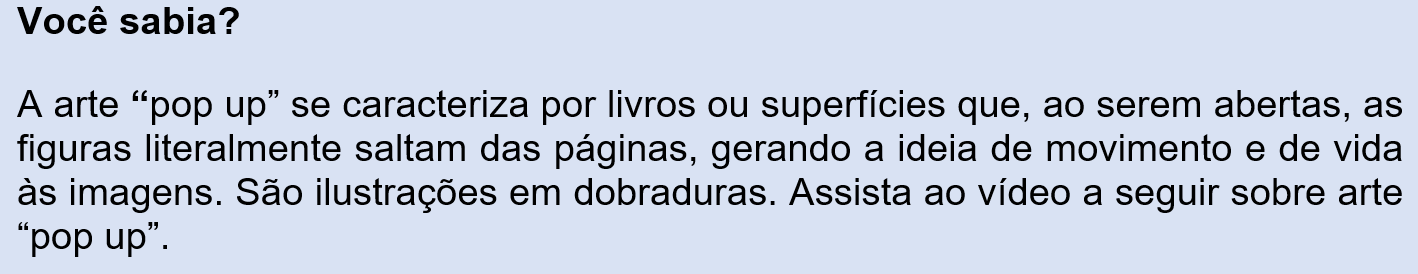 Você sabia?
A arte “pop up” se caracteriza por livros ou superfícies que, ao serem abertas, as
figuras literalmente saltam das páginas, gerando a ideia de movimento e de vida
às imagens. São ilustrações em dobraduras. Assista ao vídeo a seguir sobre arte
“pop up”.